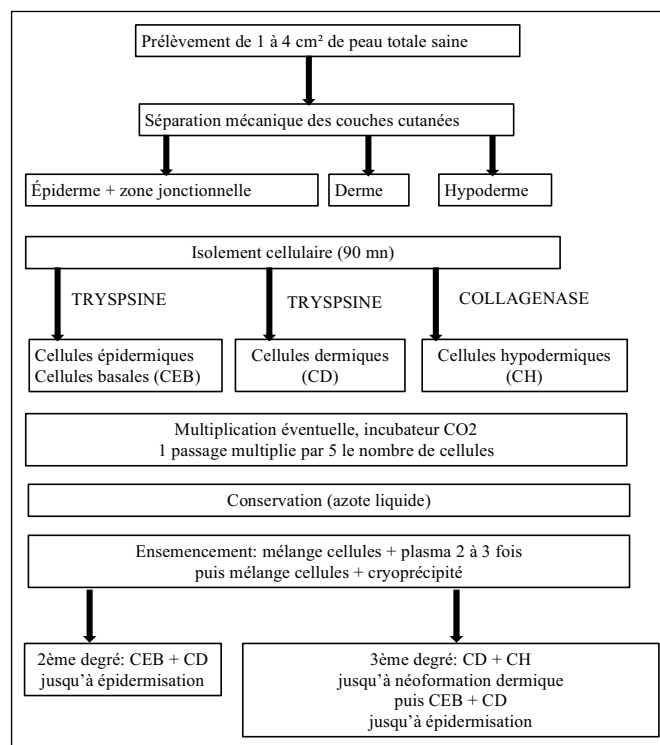 Prélèvement de 1 à 4 cm² de peau totale saine
Séparation mécanique des couches cutanées
Épiderme + zone jonctionnelle
Derme
Hypoderme
Isolement cellulaire (90 mn)
TRYSPSINE
TRYSPSINE
COLLAGENASE
Cellules épidermiques
Cellules basales (CEB)
Cellules dermiques
(CD)
Cellules hypodermiques
(CH)
Multiplication éventuelle, incubateur CO2
1 passage multiplie par 5 le nombre de cellules
Conservation (azote liquide)
Ensemencement: mélange cellules + plasma 2 à 3 fois
puis mélange cellules + cryoprécipité
2ème degré: CEB + CD
jusqu'à épidermisation
3ème degré: CD + CH
jusqu'à néoformation dermique
puis CEB + CD
jusqu'à épidermisation